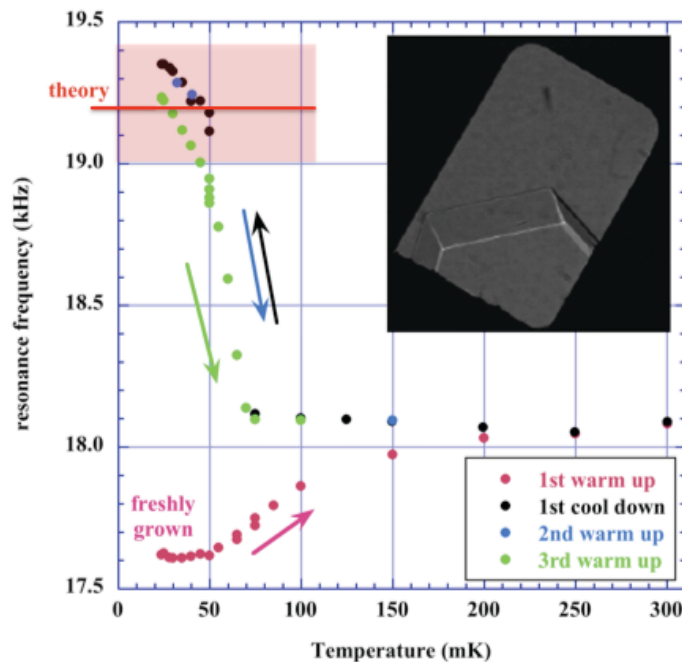 19.5
theory
19.0
18.5
18.0
17.5
resonance frequency (kHz)
freshly
grown
1st warm up
1st cool down
2nd warm up
3rd warm up
0 50 100 150 200 250 300
Temperature (mK)